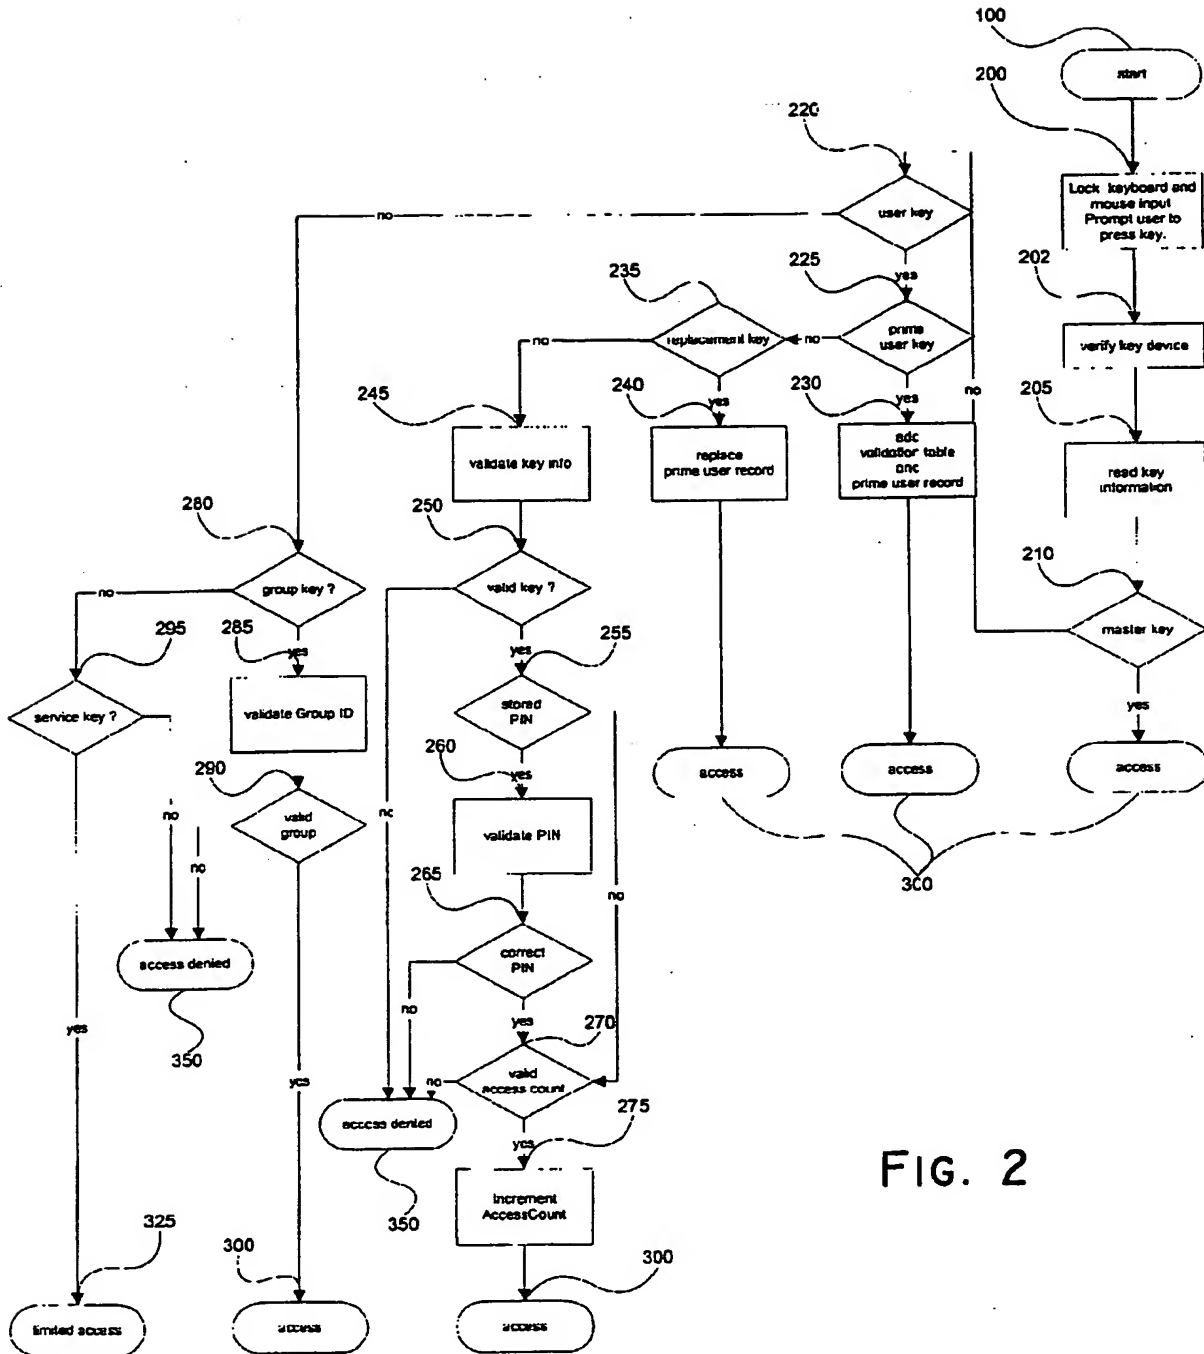 100
start
200
220
Lock keyboard and
mouse input
Prompt user to
press key.
no
user key
202
235
225
yes
replacement key
no
prime
user key
verify key device
no
no
245
240
yes
230
yes
205
validate key info
replace
prime user record
adc
validation table
anc
prime user record
read key
information
280
250
210
group key ?
valid key ?
master key
no
295
285
yes
yes
255
yes
service key ?
validate Group ID
stored
PIN
290
260
yes
access
access
access
no
valid
group
no
validate PIN
no
265
no
300
correct
PIN
access denied
yes
no
yes
270
350
yes
no
valid
access count
access denied
275
yes
350
Increment
AccessCount
FIG. 2
325
300
300
limited access
access
access